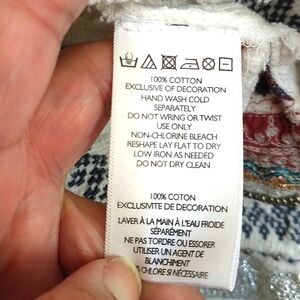 100% COTTON
EXCLUSIVE OF DECORATION
HAND WASH COLD
SEPARATELY
DO NOT WRING OR TWIST
USE ONLY
NON-CHLORINE BLEACH
RESHAPE LAY FLAT TO DRY
LOW IRON AS NEEDED
DO NOT DRY CLEAN
100% COTON
EXCLUSIVITE DE DECORATION
LAVER À LA MAIN À L'EAU FROIDE
SÉPARÉMENT
NE PAS TORDRE OU ESSORER
UTILISER UN AGENT DE
BLANCHIMENT
CHLORE SI NÉCESSAIRE